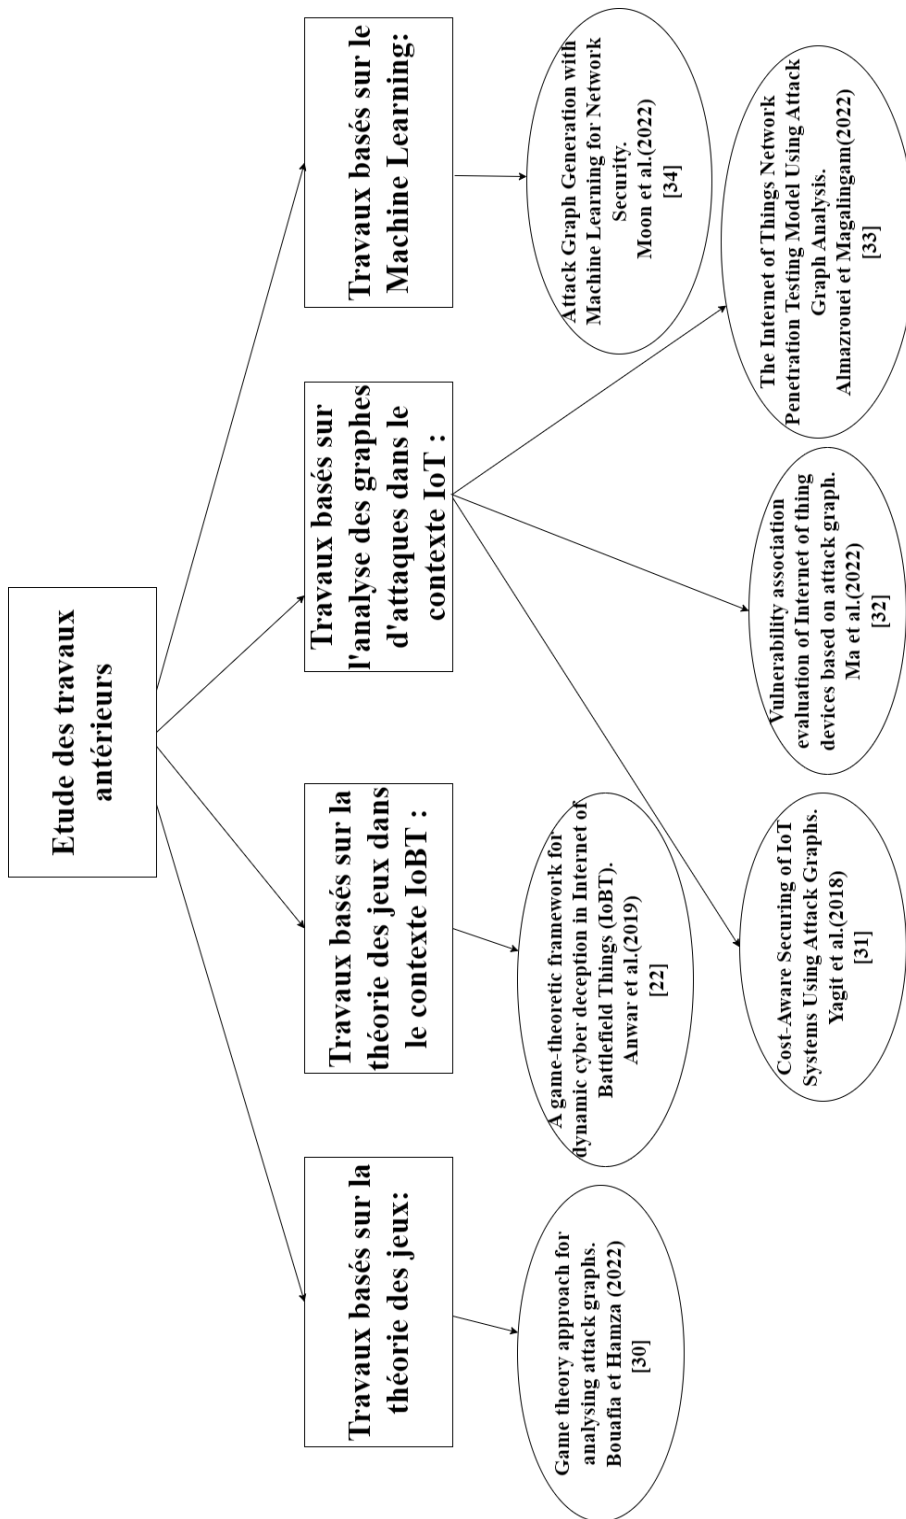 Etude des travaux
antérieurs
Travaux basés sur la
théorie des jeux:
Travaux basés sur la
théorie des jeux dans
le contexte IoBT :
Travaux basés sur
l'analyse des graphes
d'attaques dans le
contexte IoT :
Travaux basés sur le
Machine Learning:
Game theory approach for
analysing attack graphs.
Bouafia et Hamza (2022
[30]
A game-theoretic framework for
dynamic cyber deception in Internet of
Battlefield Things (IoBT).
Anwar et al.(2019)
[22]
Attack Graph Generation with
Machine Learning for Network
Security.
Moon et al.(2022)
[34]
Cost-Aware Securing of IoT
Systems Using Attack Graphs.
Yagit et al.(2018)
[31]
Vulnerability association
evaluation of Internet of thing
devices based on attack graph.
Ma et al.(2022)
[32]
The Internet of Things Network
Penetration Testing Model Using Attack
Graph Analysis.
Almazrouei et Magalingam(2022)
[33]